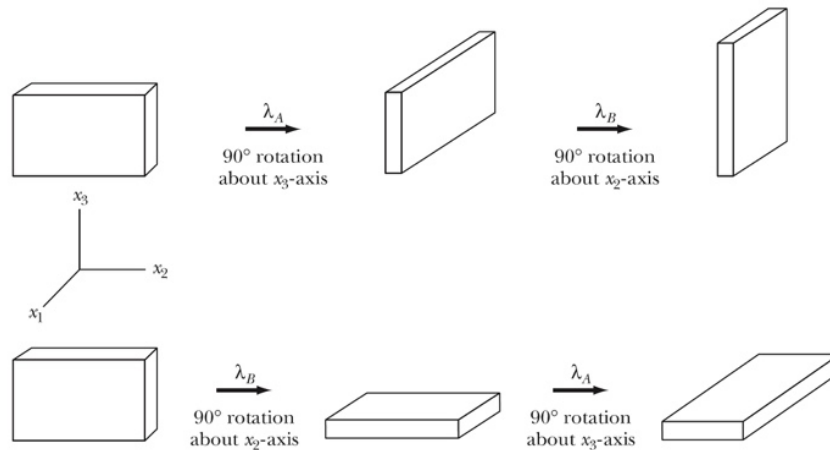 λA
90° rotation
about x3-axis
λB
90° rotation
about x2-axis
x3
x2
x1
λB
90° rotation
about x2-axis
λA
90° rotation
about x3-axis